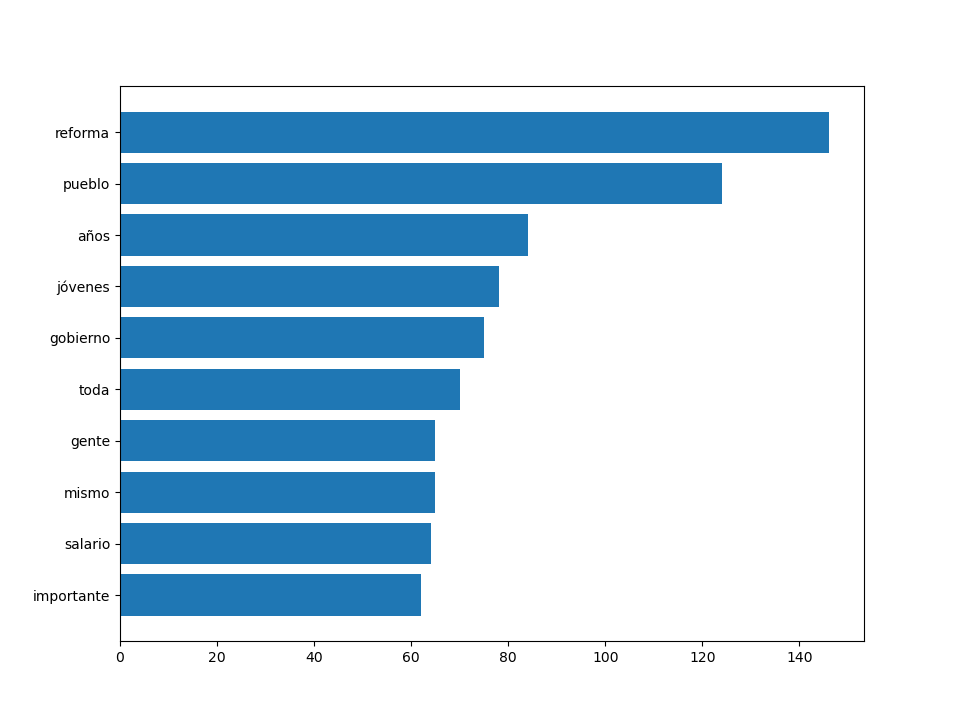 reforma
pueblo
años
jóvenes
gobierno
toda
gente
mismo
salario
importante
0 20 40 60 80 100 120 140